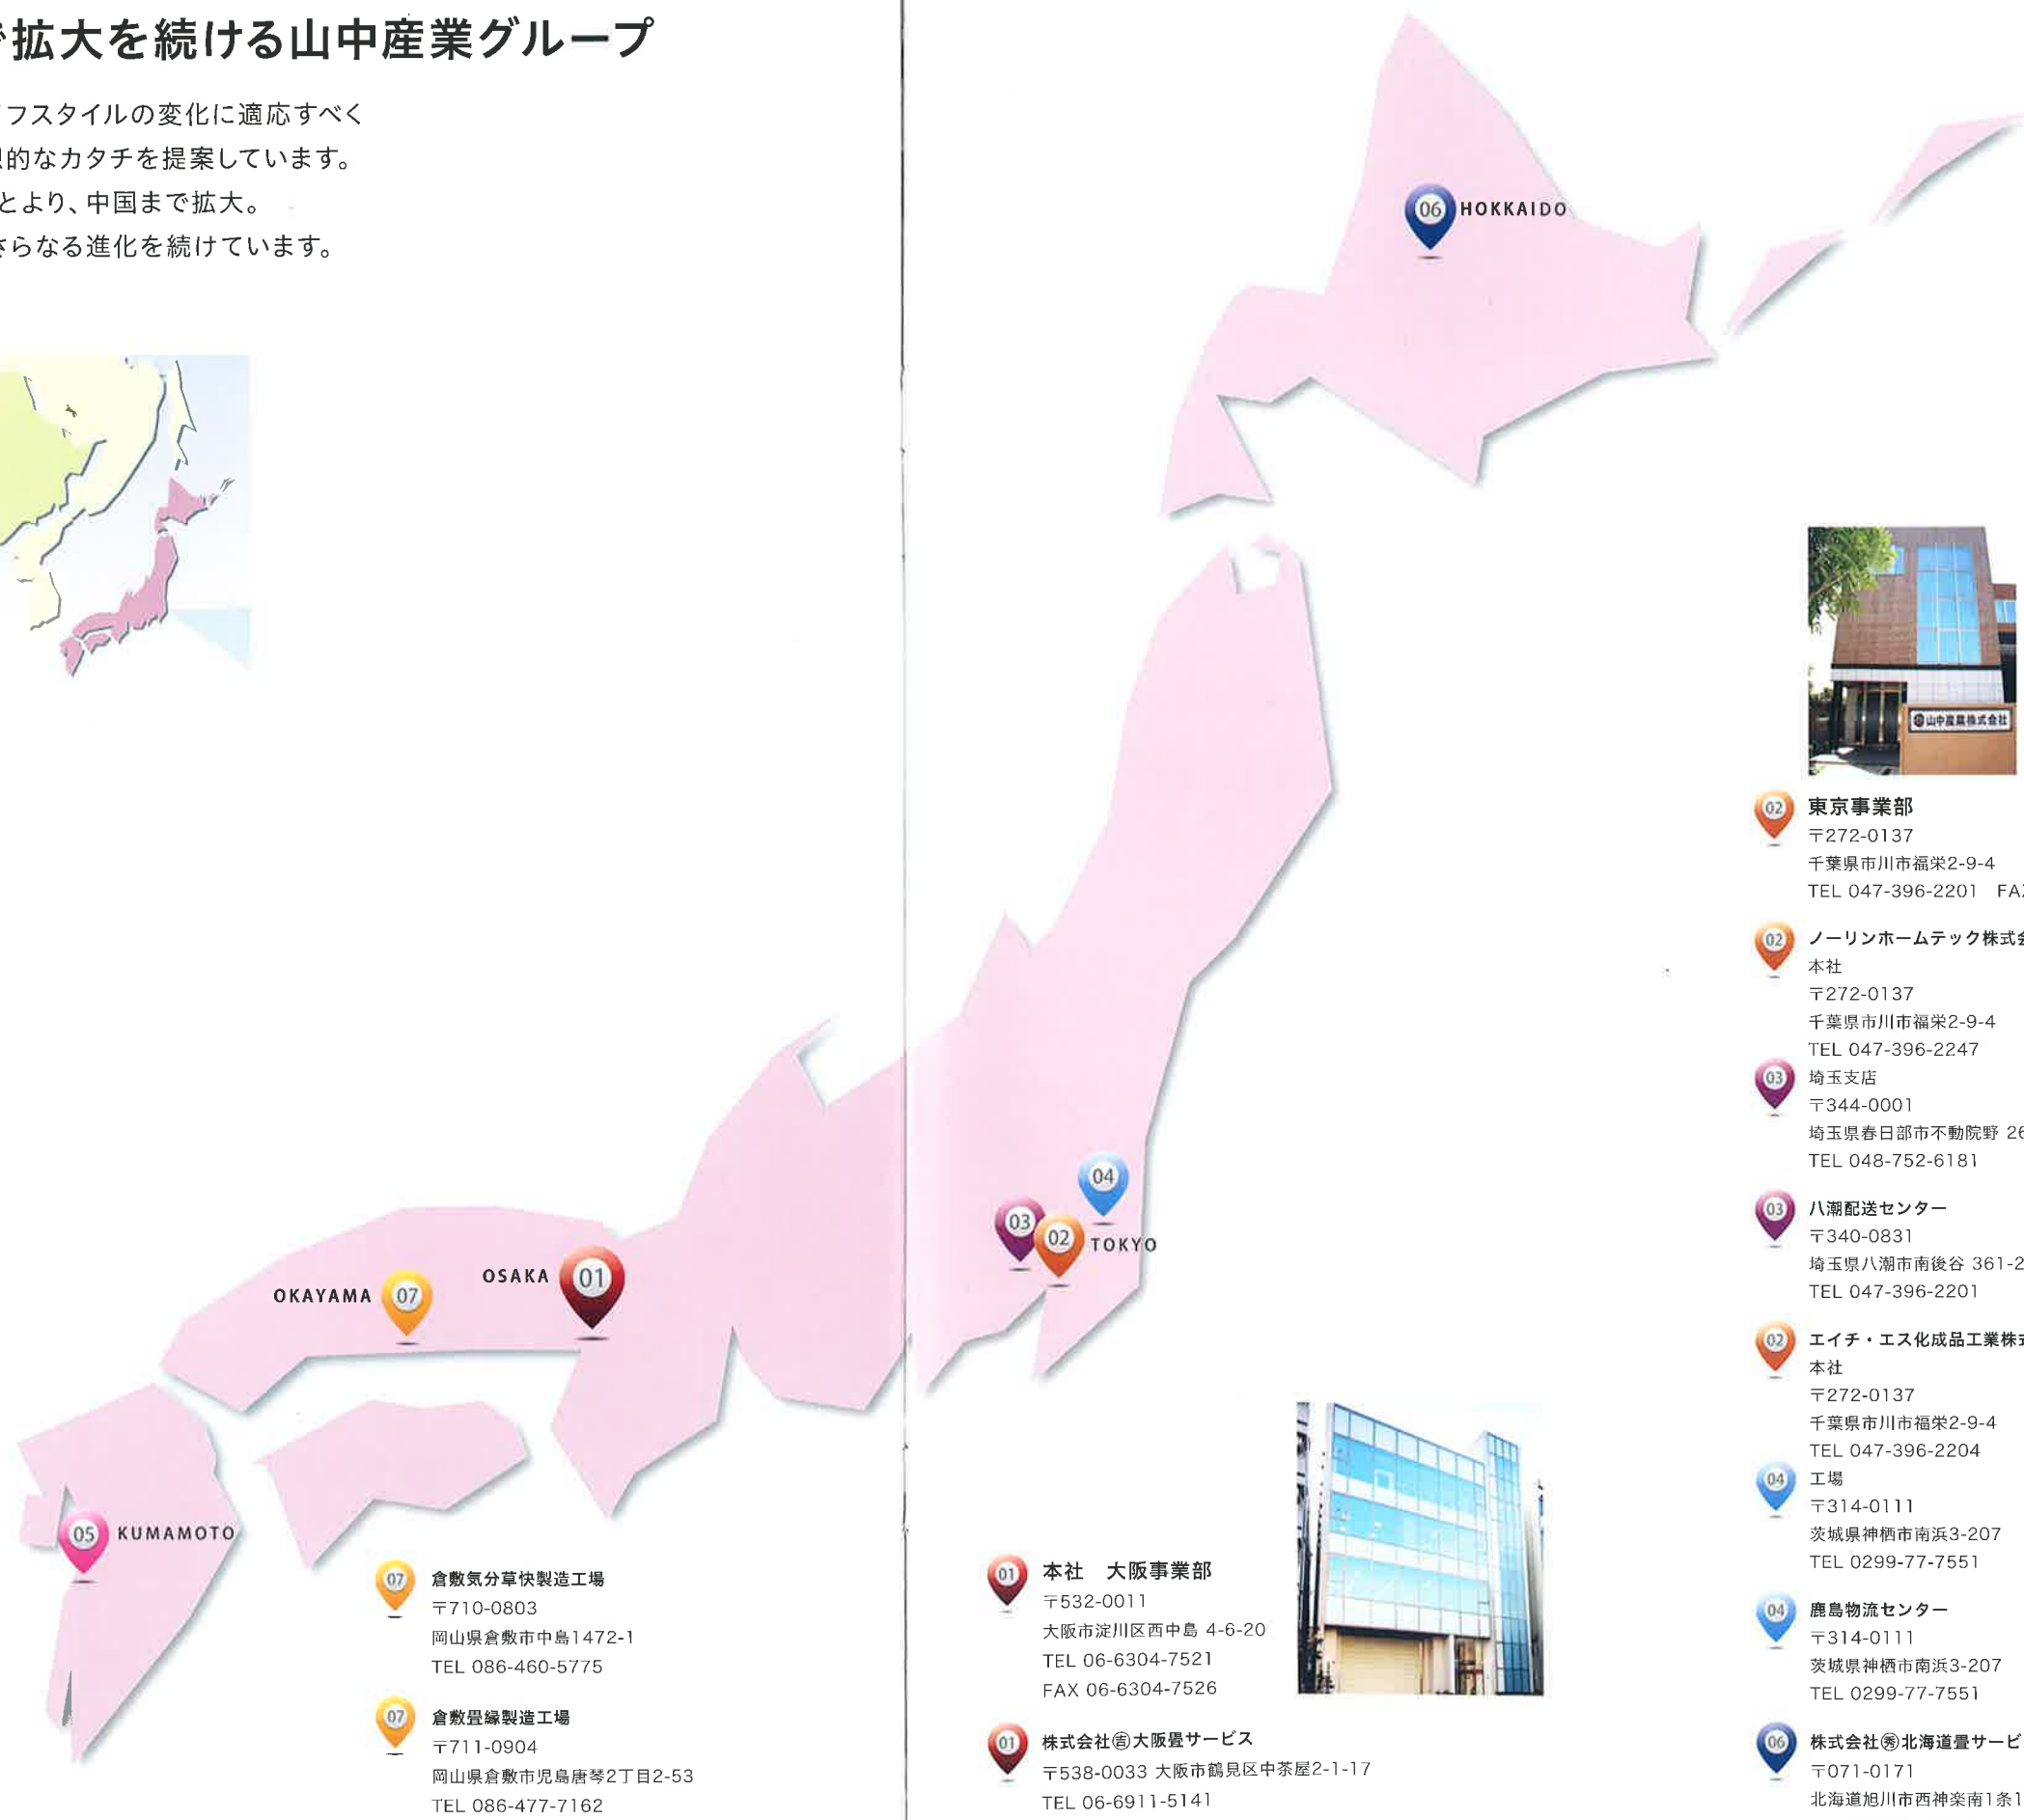 拡大を続ける山中産業グループ
フスタイルの変化に適応すべく
的なカタチを提案しています。
とより、中国まで拡大。
さらなる進化を続けています。
06 HOKKAIDO
04
03
02 TOKYO
OSAKA 01
OKAYAMA 07
05 KUMAMOTO
07 倉敷気分草快製造工場
〒710-0803
岡山県倉敷市中島1472-1
TEL 086-460-5775
07 倉敷畳縁製造工場
〒711-0904
岡山県倉敷市児島唐琴2丁目2-53
TEL 086-477-7162
01 本社　大阪事業部
〒532-0011
大阪市淀川区西中島 4-6-20
TEL 06-6304-7521
FAX 06-6304-7526
01 株式会社㊎大阪畳サービス
〒538-0033 大阪市鶴見区中茶屋2-1-17
TEL 06-6911-5141
山中産業株式会社
02 東京事業部
〒272-0137
千葉県市川市福栄2-9-4
TEL 047-396-2201　FAX
02 ノーリンホームテック株式会
本社
〒272-0137
千葉県市川市福栄2-9-4
TEL 047-396-2247
03 埼玉支店
〒344-0001
埼玉県春日部市不動院野 26
TEL 048-752-6181
03 八潮配送センター
〒340-0831
埼玉県八潮市南後谷 361-2
TEL 047-396-2201
02 エイチ・エス化成品工業株式
本社
〒272-0137
千葉県市川市福栄2-9-4
TEL 047-396-2204
04 工場
〒314-0111
茨城県神栖市南浜3-207
TEL 0299-77-7551
04 鹿島物流センター
〒314-0111
茨城県神栖市南浜3-207
TEL 0299-77-7551
06 株式会社㊙北海道畳サービ
〒071-0171
北海道旭川市西神楽南1条1